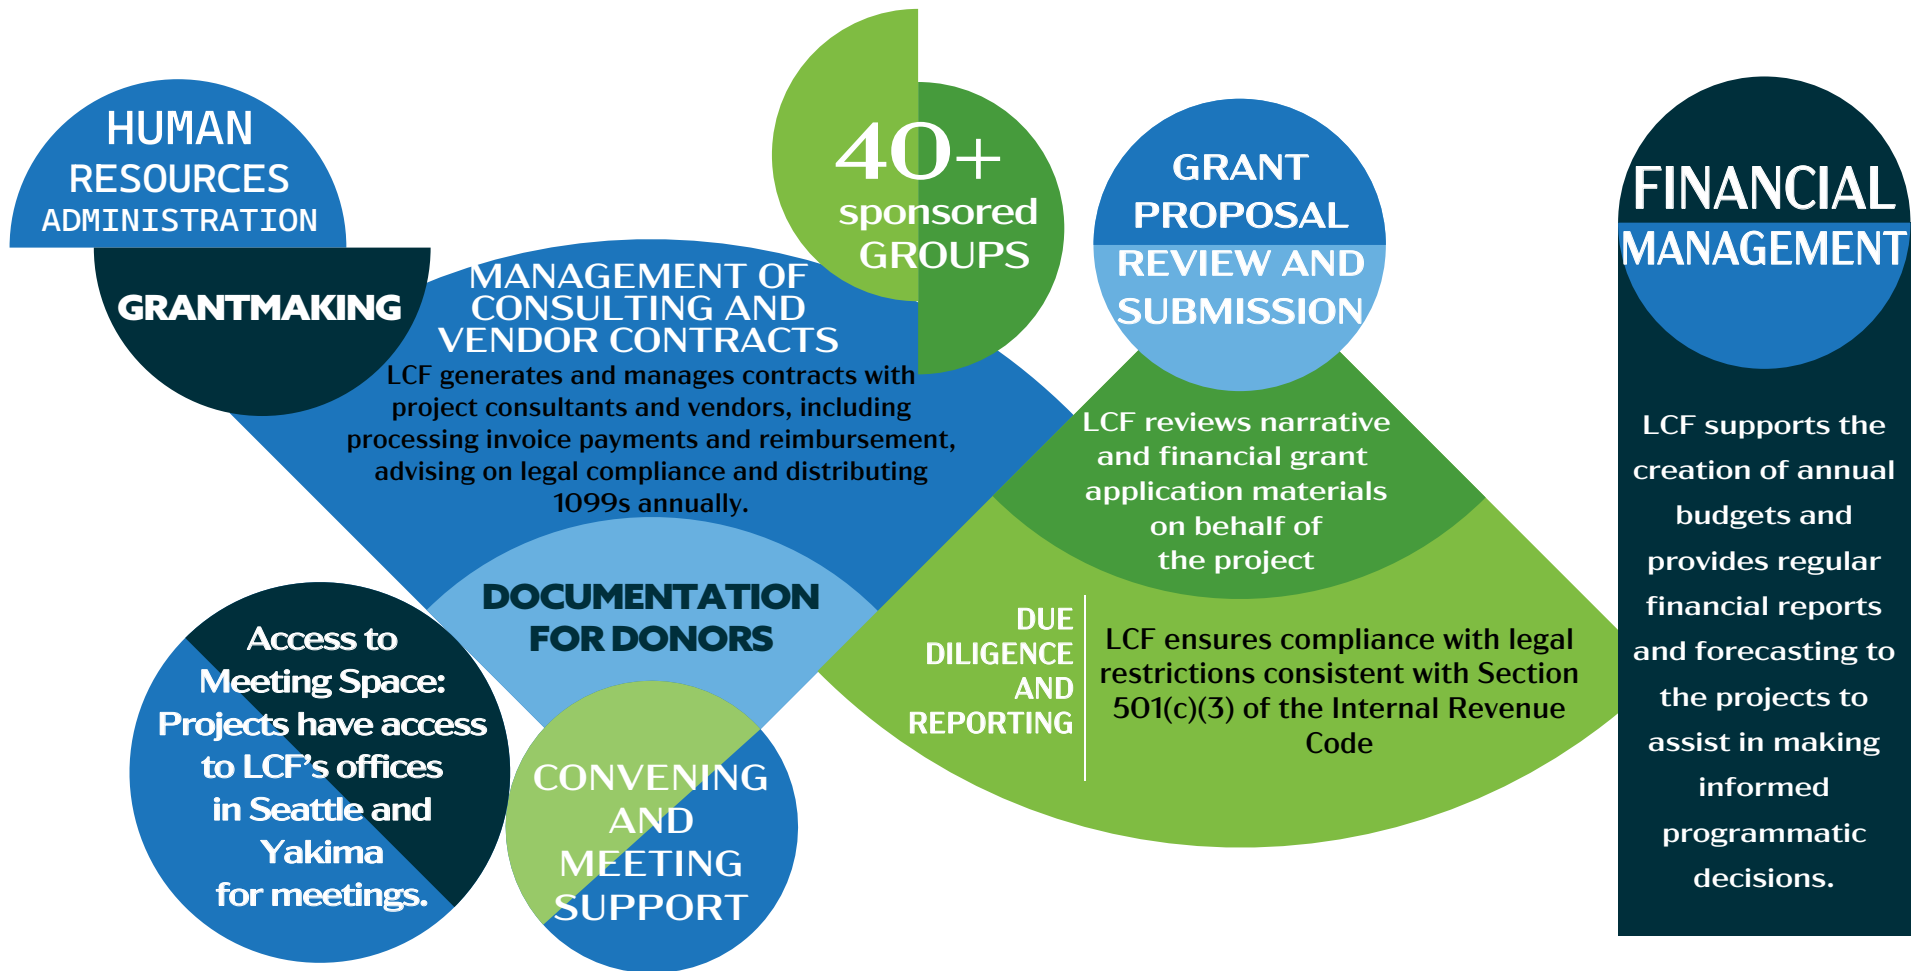 HUMAN
RESOURCES
ADMINISTRATION
GRANTMAKING
MANAGEMENT OF
CONSULTING AND
VENDOR CONTRACTS
LCF generates and manages contracts with
project consultants and vendors, including
processing invoice payments and reimbursement,
advising on legal compliance and distributing
1099s annually.
DOCUMENTATION
FOR DONORS
Access to
Meeting Space:
Projects have access
to LCF’s offices
in Seattle and
Yakima
for meetings.
CONVENING
AND
MEETING
SUPPORT
40+
sponsored
GROUPS
GRANT
PROPOSAL
REVIEW AND
SUBMISSION
LCF reviews narrative
and financial grant
application materials
on behalf of
the project
DUE
DILIGENCE
AND
REPORTING
LCF ensures compliance with legal
restrictions consistent with Section
501(c)(3) of the Internal Revenue
Code
FINANCIAL
MANAGEMENT
LCF supports the
creation of annual
budgets and
provides regular
financial reports
and forecasting to
the projects to
assist in making
informed
programmatic
decisions.